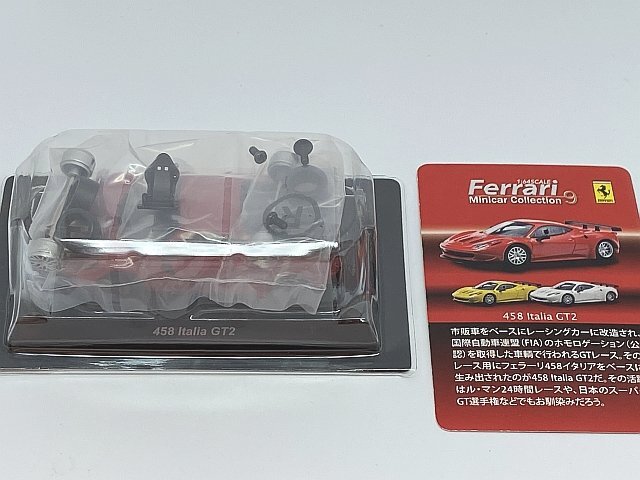 458 Italia GT2
1/64SCALE
Ferrari 9
Minicar Collection
458 Italia GT2
市販車をベースにレーシングカーに改造され、
国際自動車連盟(FIA)のホモロゲーション(公
認)を取得した車輌で行われるGTレース。その
レース用にフェラーリ458イタリアをベースに
生み出されたのが458 Italia GT2だ。その活躍
はル・マン24時間レースや、日本のスーパ
GT選手権などでもお馴染みだろう。